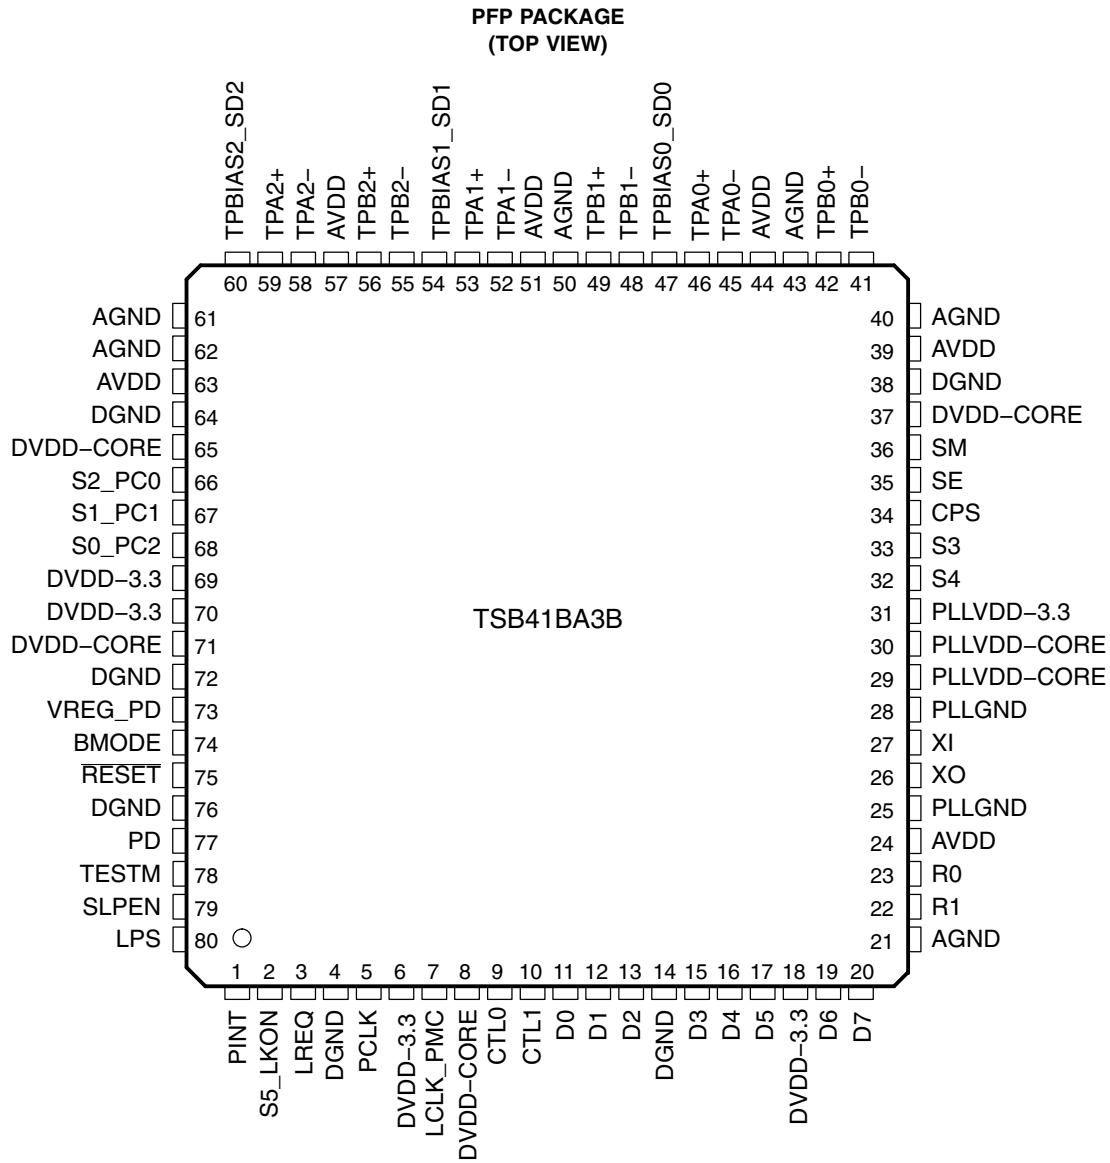 PFP PACKAGE
(TOP VIEW)
TPBIAS2_SD2
TPA2+
TPA2−
AVDD
TPB2+
TPB2−
TPBIAS1_SD1
TPA1+
TPA1−
AVDD
AGND
TPB1+
TPB1−
TPBIAS0_SD0
TPA0+
TPA0−
AVDD
AGND
TPB0+
TPB0−
60 59 58 57 56 55 54 53 52 51 50 49 48 47 46 45 44 43 42 41
AGND 61 40 AGND
AGND 62 39 AVDD
AVDD 63 38 DGND
DGND 64 37 DVDD−CORE
DVDD−CORE 65 36 SM
S2_PC0 66 35 SE
S1_PC1 67 34 CPS
S0_PC2 68 33 S3
DVDD−3.3 69 32 S4
DVDD−3.3 70 31 PLLVDD−3.3
TSB41BA3B
DVDD−CORE 71 30 PLLVDD−CORE
DGND 72 29 PLLVDD−CORE
VREG_PD 73 28 PLLGND
BMODE 74 27 XI
RESET 75 26 XO
DGND 76 25 PLLGND
PD 77 24 AVDD
TESTM 78 23 R0
SLPEN 79 22 R1
LPS 80 21 AGND
1 2 3 4 5 6 7 8 9 10 11 12 13 14 15 16 17 18 19 20
PINT
S5_LKON
LREQ
DGND
PCLK
DVDD−3.3
LCLK_PMC
DVDD−CORE
CTL0
CTL1
D0
D1
D2
DGND
D3
D4
D5
DVDD−3.3
D6
D7